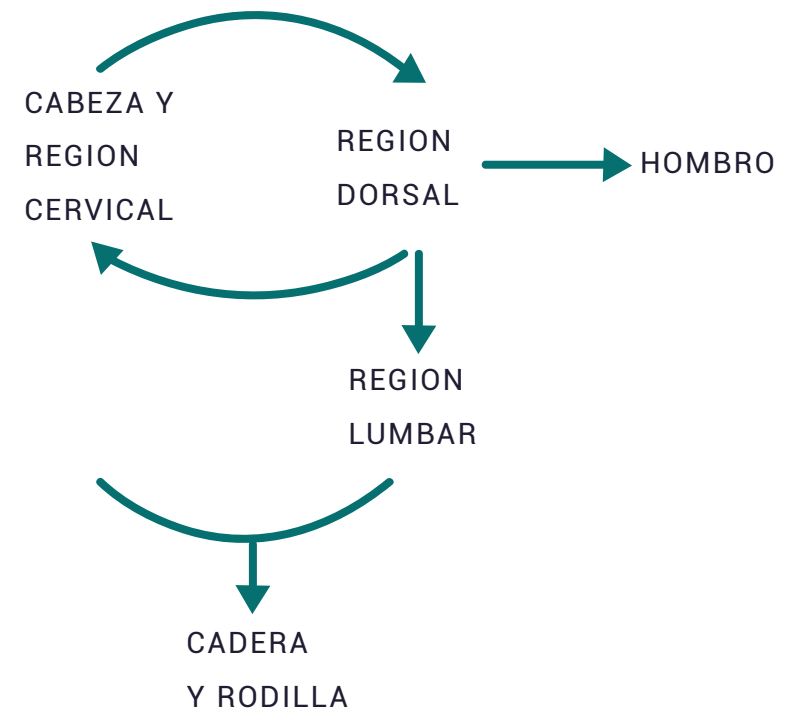 CABEZA Y
REGION
CERVICAL
REGION
DORSAL
HOMBRO
REGION
LUMBAR
CADERA
Y RODILLA